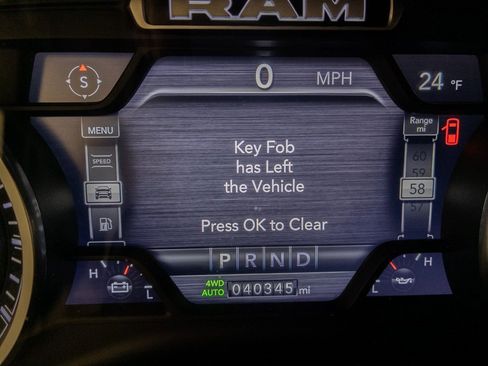 RAM
S
0 MPH
24 °F
MENU
Range
mi
SPEED
60
59
58
57
Key Fob
has Left
the Vehicle
Press OK to Clear
P R N D
H
L
4WD
AUTO
040345 mi
H
L